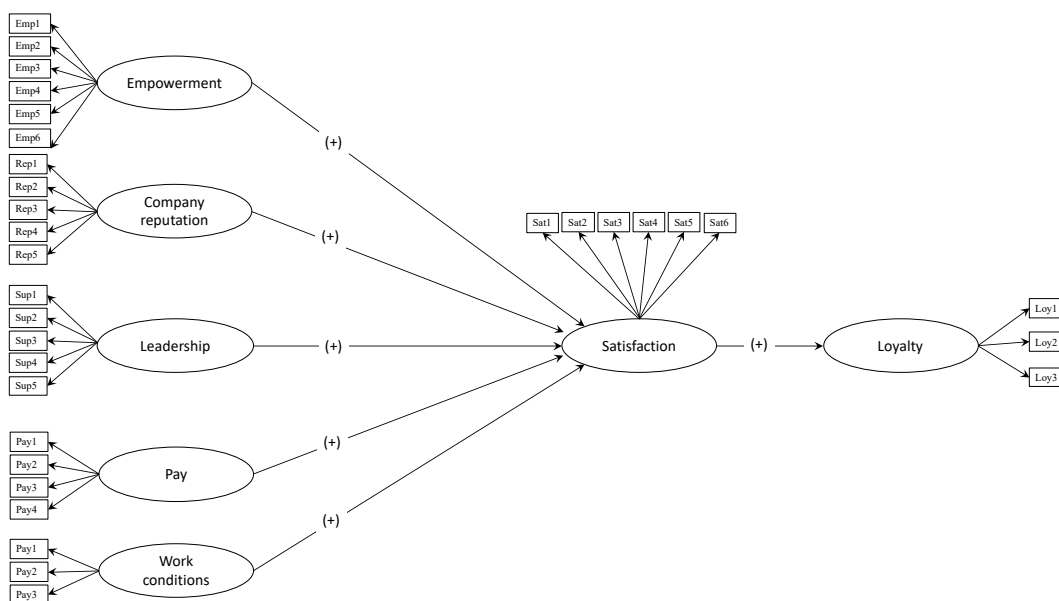 Emp1
Emp2
Emp3
Emp4
Emp5
Emp6
Empowerment
(+)
Rep1
Rep2
Rep3
Rep4
Rep5
Company
reputation
(+)
Sat1
Sat2
Sat3
Sat4
Sat5
Sat6
Sup1
Sup2
Sup3
Sup4
Sup5
Leadership
(+)
Satisfaction
(+)
Loyalty
Loy1
Loy2
Loy3
Pay1
Pay2
Pay3
Pay4
Pay
(+)
Pay1
Pay2
Pay3
Work
conditions
(+)